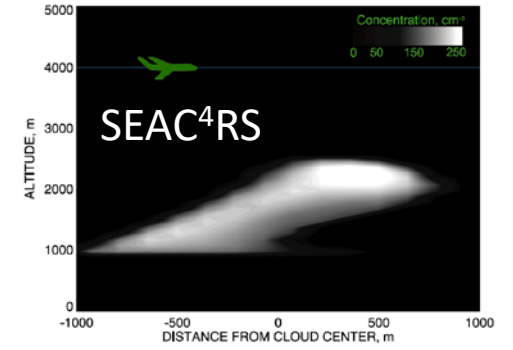 5000
Concentration, cm⁻³
0 50 150 250
4000
SEAC⁴RS
3000
ALTITUDE, m
2000
1000
0
-1000 -500 0 500 1000
DISTANCE FROM CLOUD CENTER, m